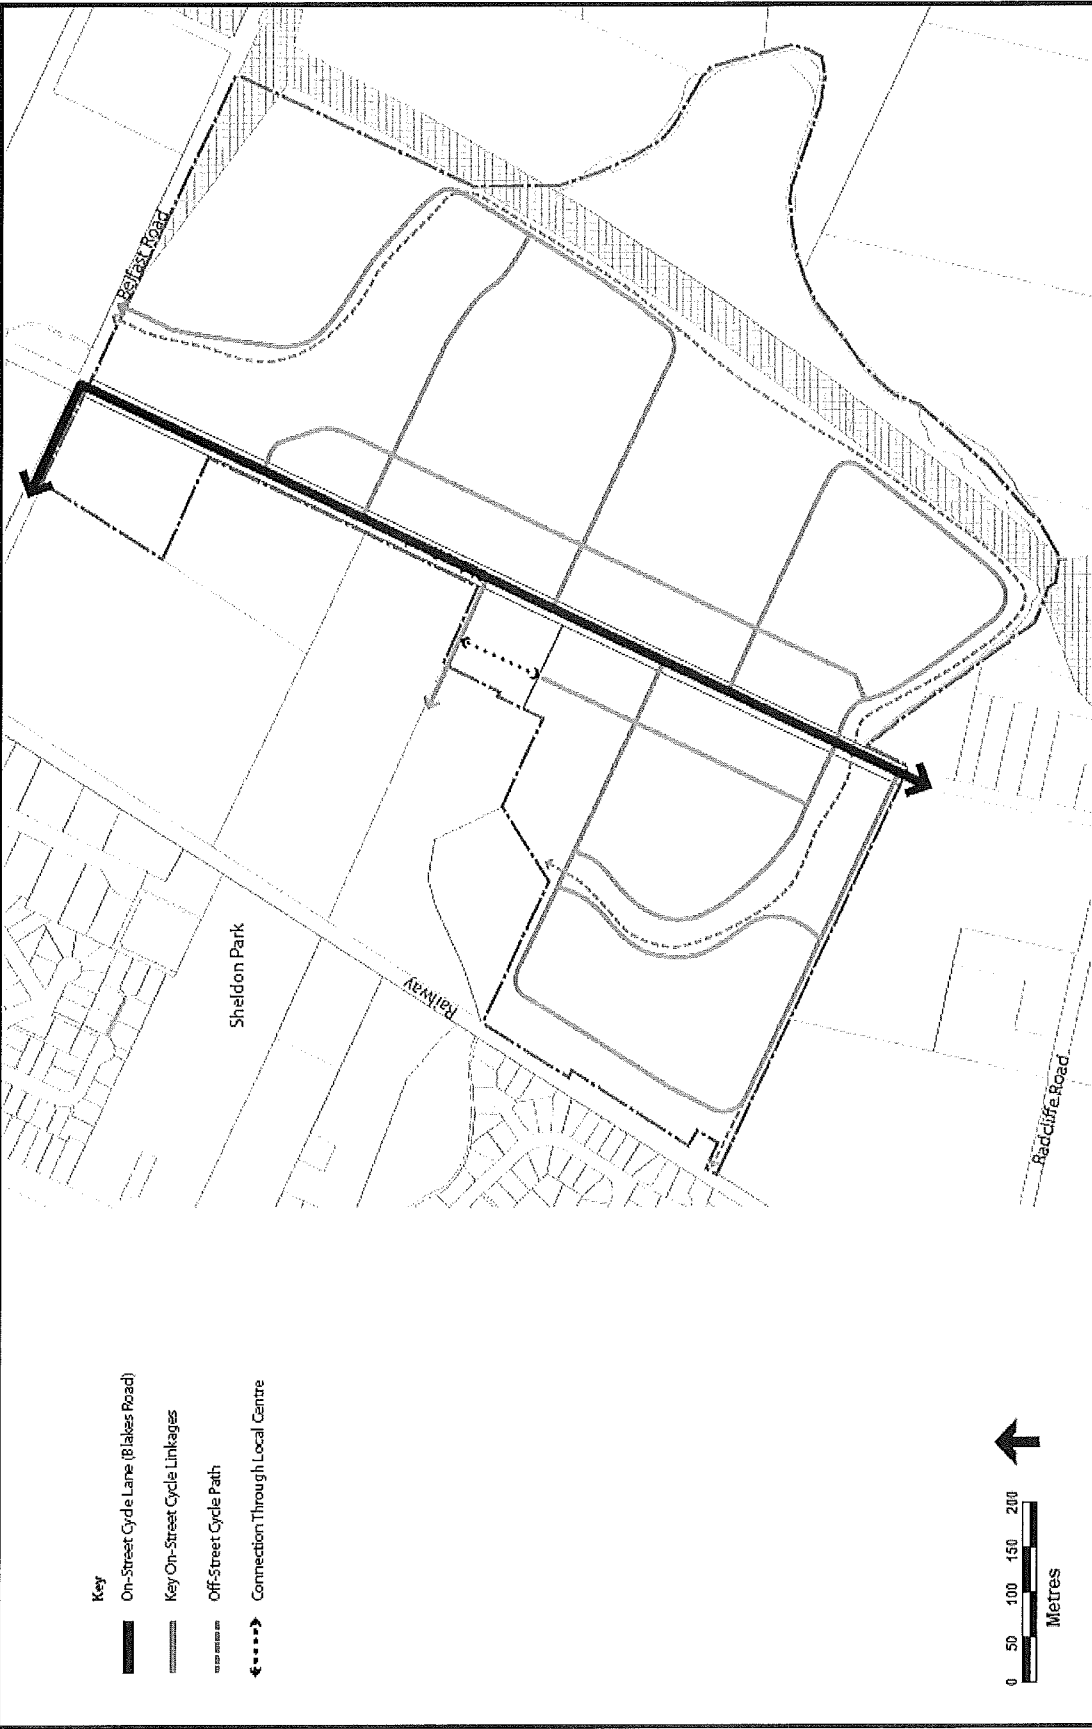 Key
On-Street Cycle Lane (Blakes Road)
Key On-Street Cycle Linkages
Off-Street Cycle Path
Connection Through Local Centre
0 50 100 150 200
Metres
Sheldon Park
Railway
Belfast Road
Radcliffe Road